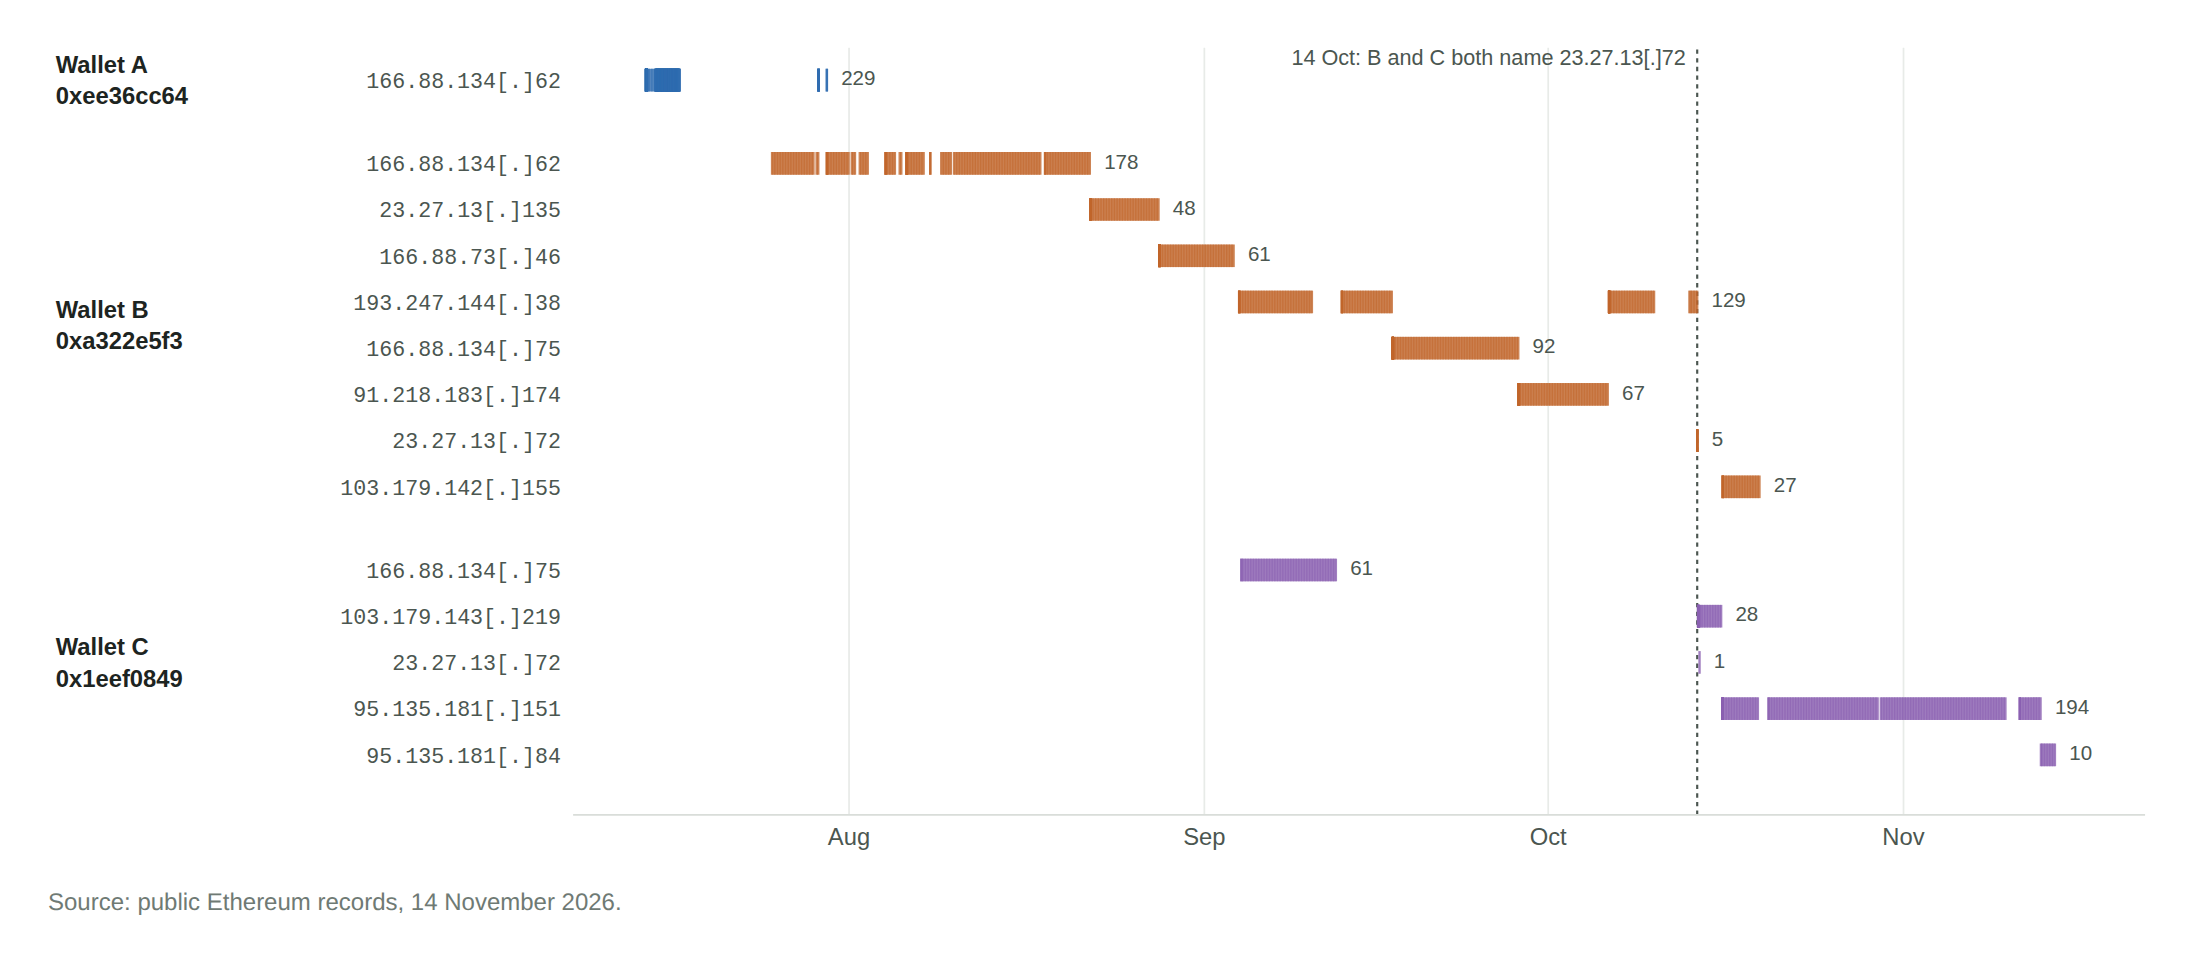 14 Oct: B and C both name 23.27.13[.]72
Wallet A
0xee36cc64
166.88.134[.]62 229
166.88.134[.]62 178
23.27.13[.]135 48
166.88.73[.]46 61
Wallet B
0xa322e5f3
193.247.144[.]38 129
166.88.134[.]75 92
91.218.183[.]174 67
23.27.13[.]72 5
103.179.142[.]155 27
166.88.134[.]75 61
103.179.143[.]219 28
Wallet C
0x1eef0849
23.27.13[.]72 1
95.135.181[.]151 194
95.135.181[.]84 10
Aug Sep Oct Nov
Source: public Ethereum records, 14 November 2026.